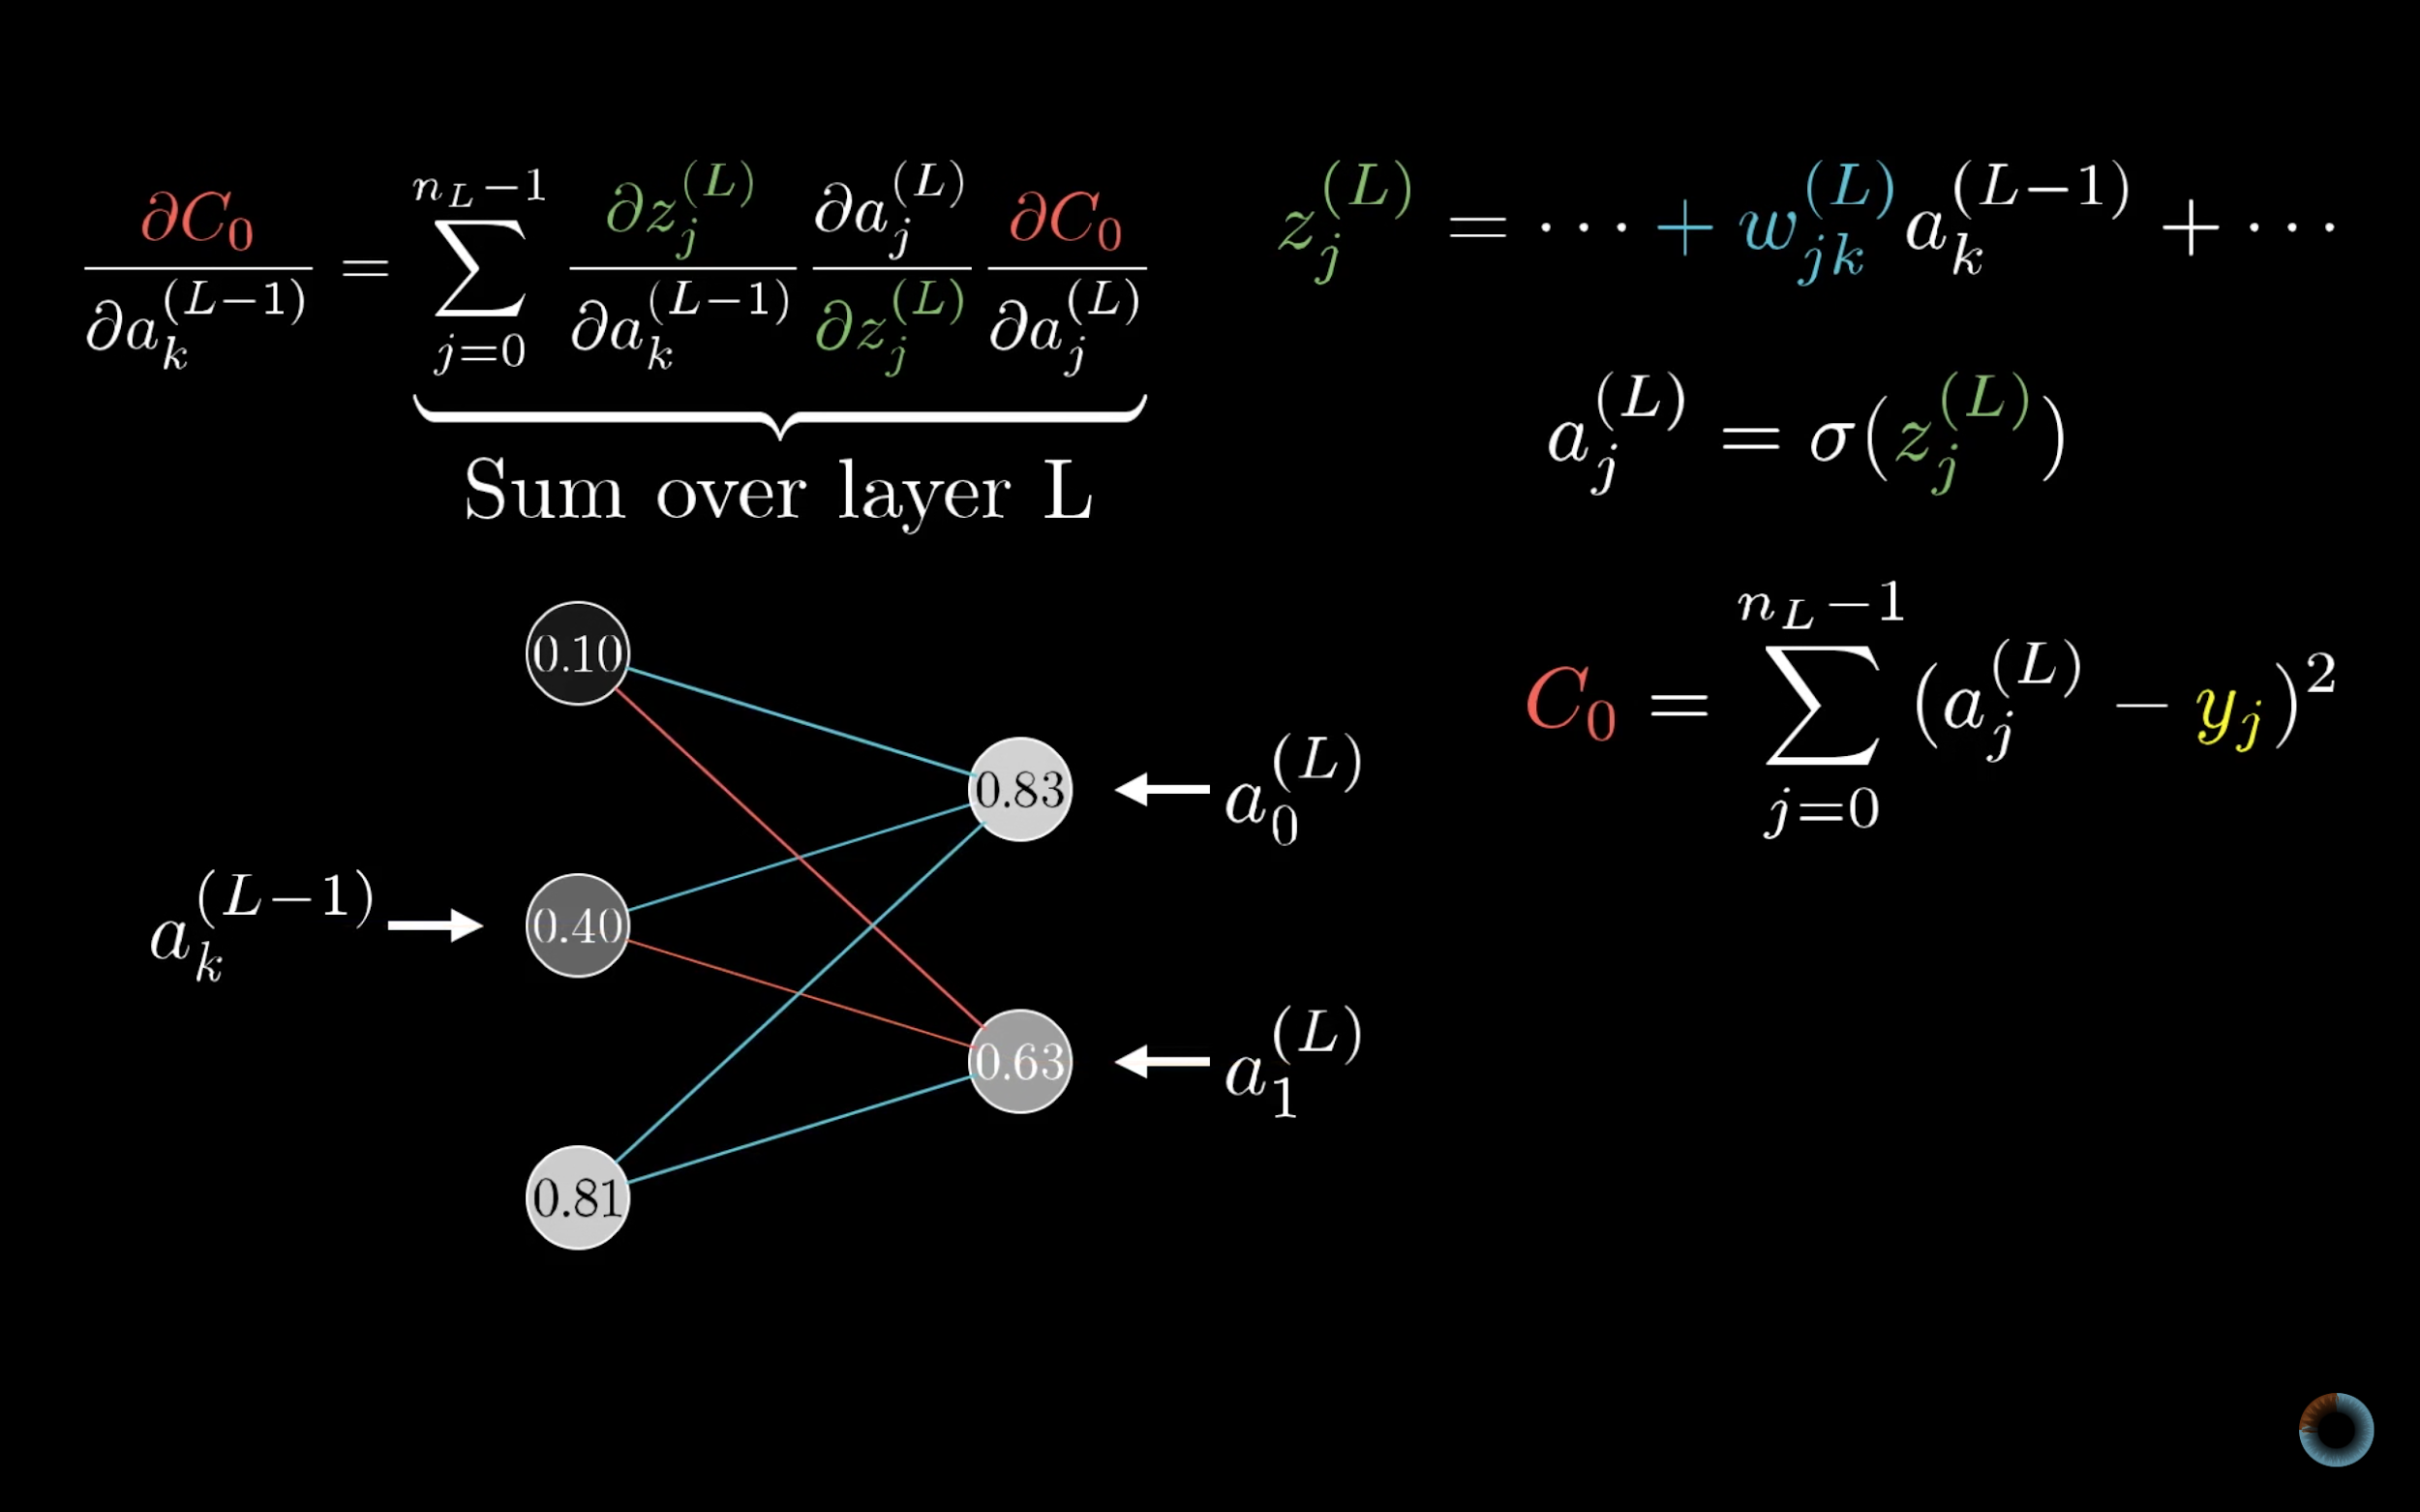 ∂C₀/∂aₖ^(L−1) = ∑_{j=0}^{n_L−1} ∂zⱼ^(L)/∂aₖ^(L−1) ∂aⱼ^(L)/∂zⱼ^(L) ∂C₀/∂aⱼ^(L)
Sum over layer L
zⱼ^(L) = ··· + wⱼₖ^(L) aₖ^(L−1) + ···
aⱼ^(L) = σ(zⱼ^(L))
C₀ = ∑_{j=0}^{n_L−1} (aⱼ^(L) − yⱼ)²
0.10
0.83
a₀^(L)
aₖ^(L−1)
0.40
0.63
a₁^(L)
0.81